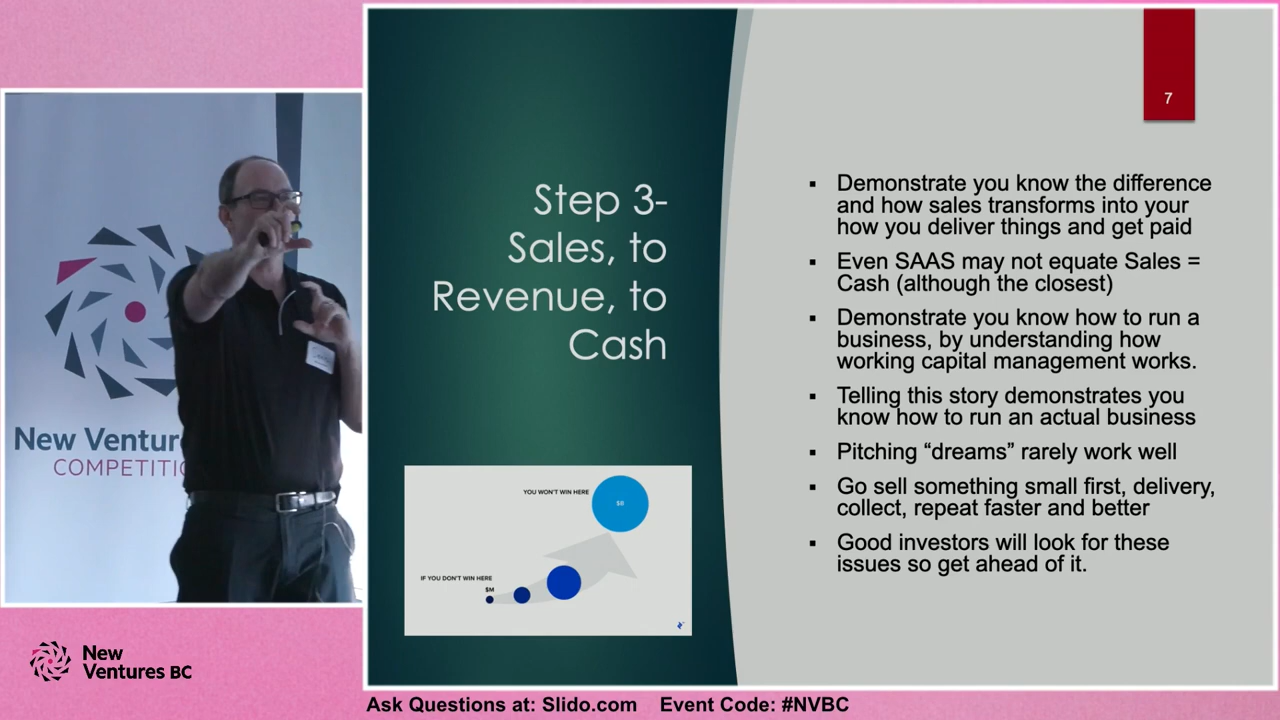 7
Step 3-
Sales, to
Revenue, to
Cash
▪ Demonstrate you know the difference
and how sales transforms into your
how you deliver things and get paid
▪ Even SAAS may not equate Sales =
Cash (although the closest)
▪ Demonstrate you know how to run a
business, by understanding how
working capital management works.
▪ Telling this story demonstrates you
know how to run an actual business
▪ Pitching “dreams” rarely work well
▪ Go sell something small first, delivery,
collect, repeat faster and better
▪ Good investors will look for these
issues so get ahead of it.
YOU WON'T WIN HERE
$B
IF YOU DON'T WIN HERE
$M
New Ventur
COMPETITI
New
Ventures BC
Ask Questions at: Slido.com Event Code: #NVBC